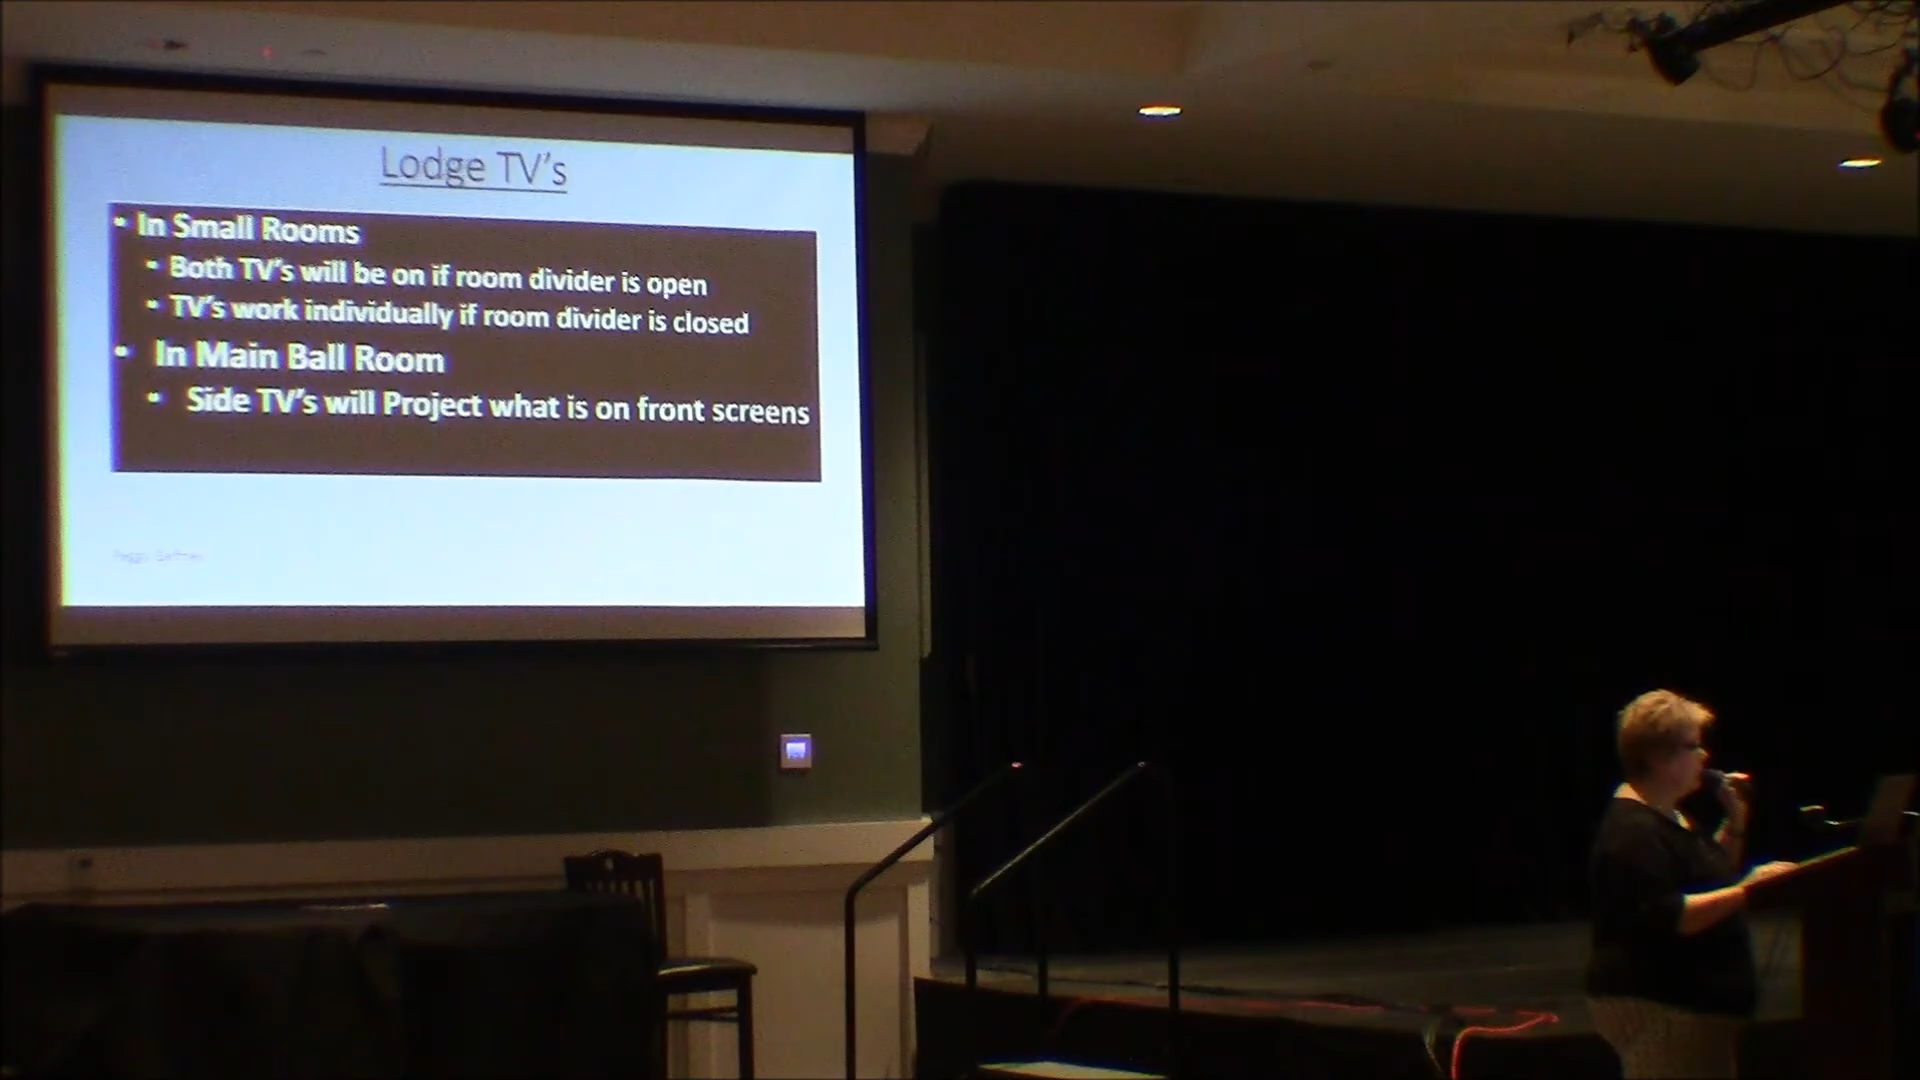 Lodge TV's
• In Small Rooms
• Both TV's will be on if room divider is open
• TV's work individually if room divider is closed
• In Main Ball Room
• Side TV's will Project what is on front screens